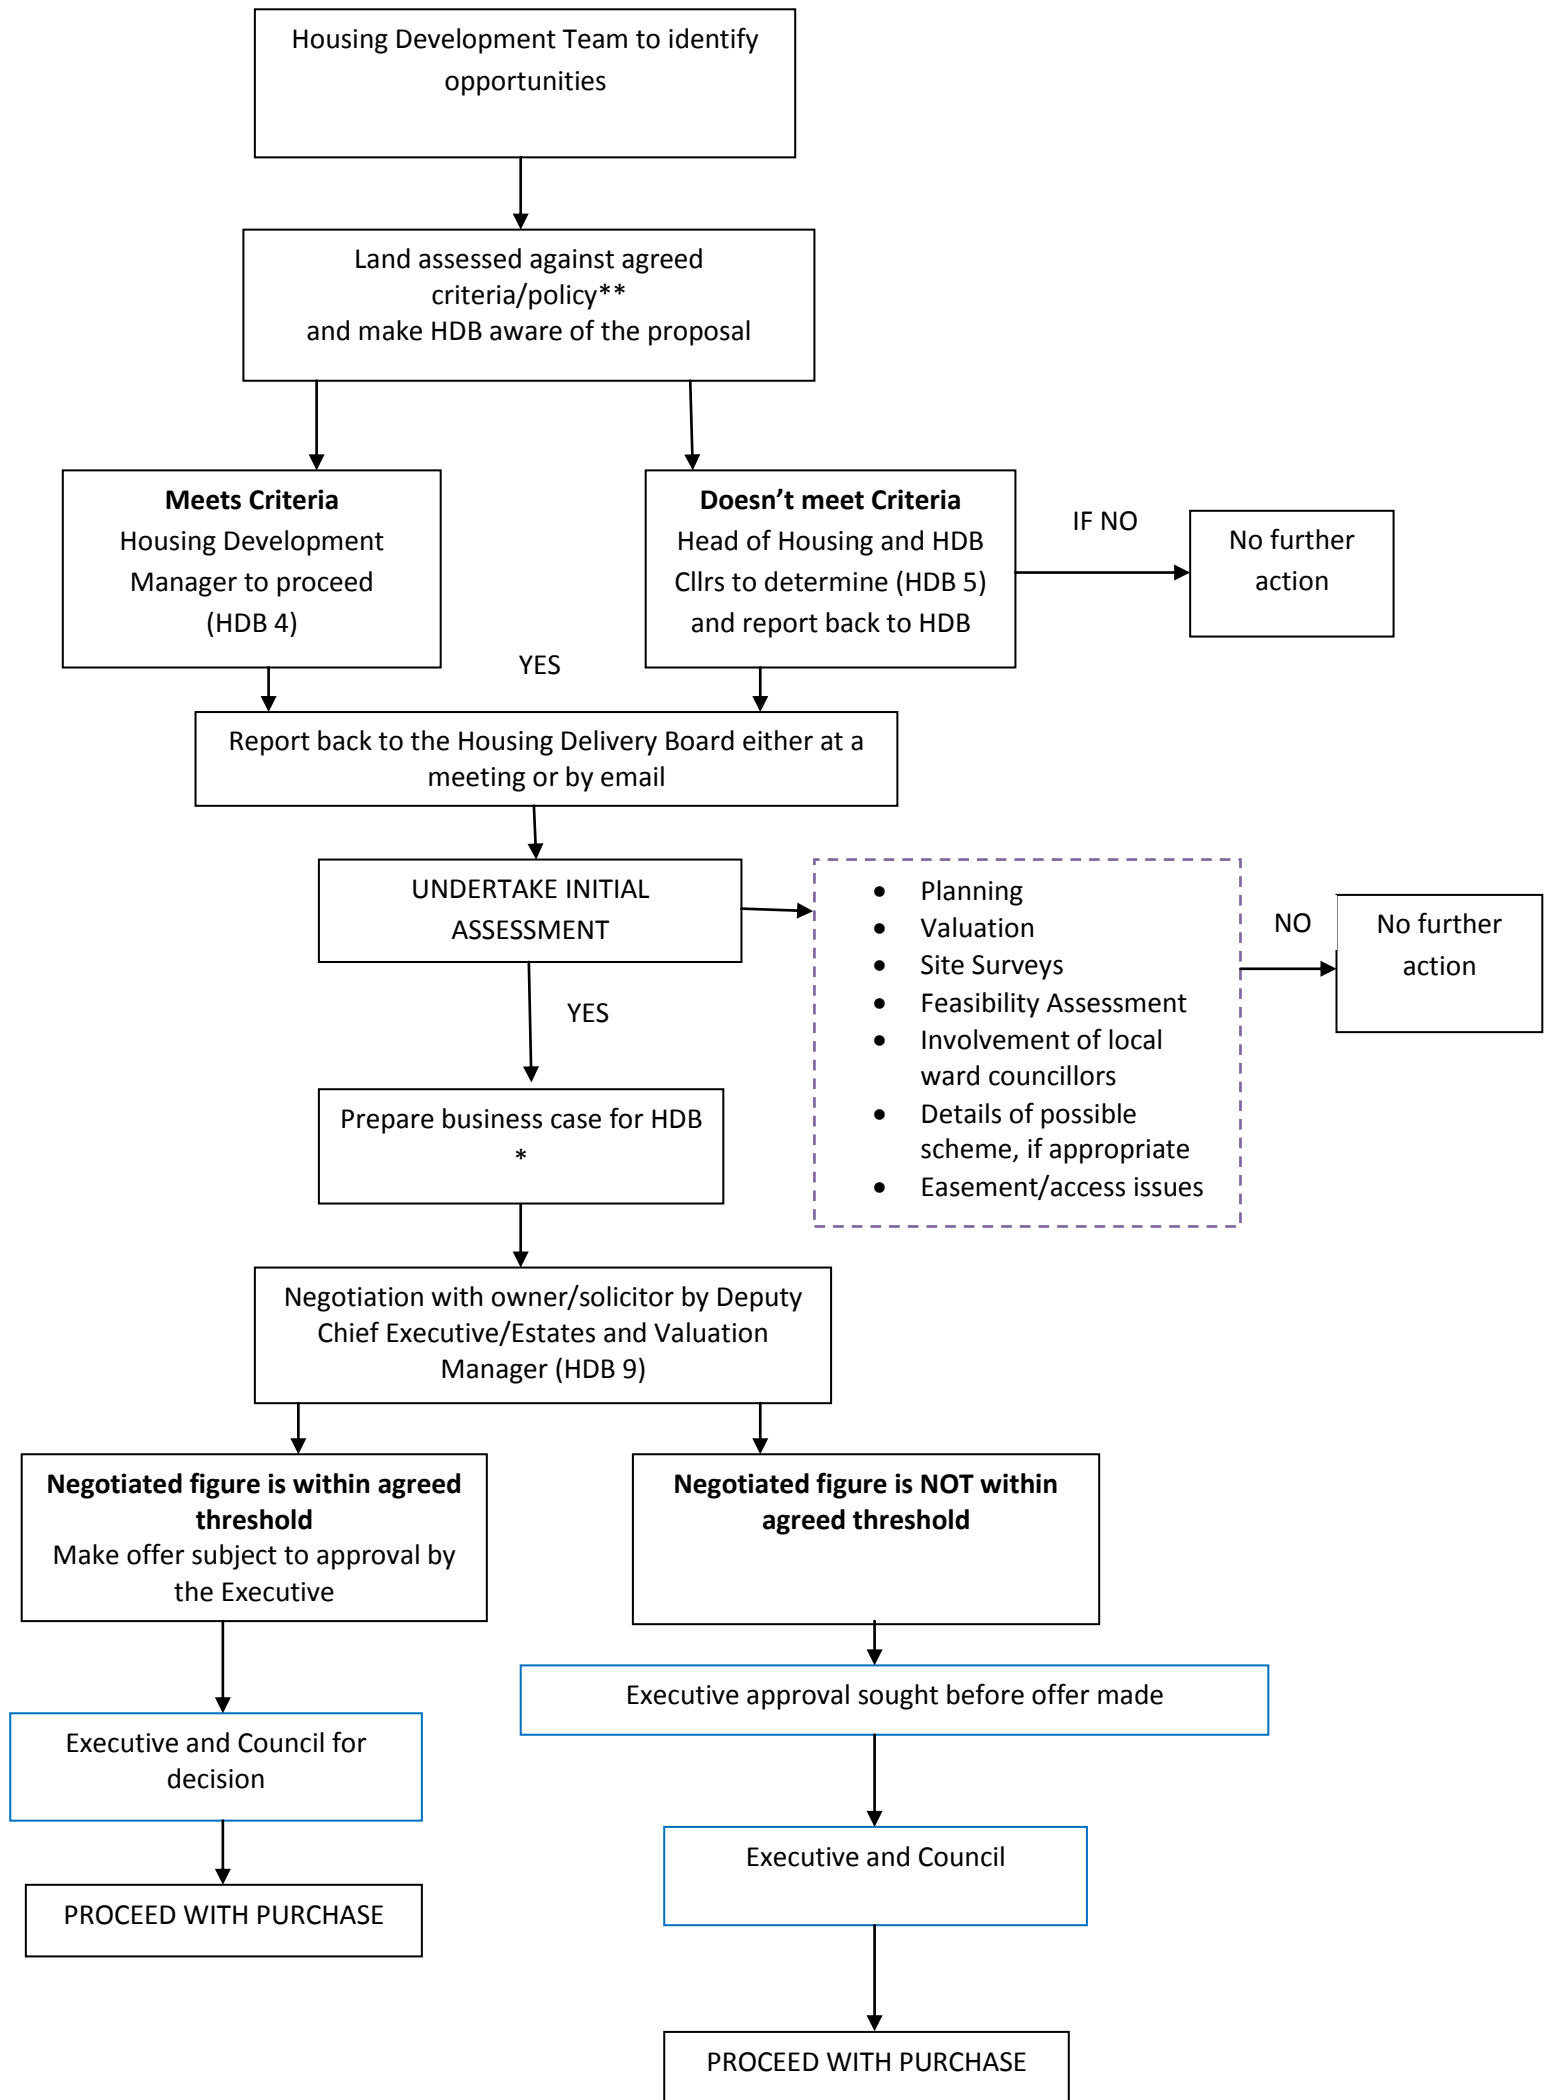 Housing Development Team to identify
opportunities
Land assessed against agreed
criteria/policy**
and make HDB aware of the proposal
Meets Criteria
Housing Development
Manager to proceed
(HDB 4)
Doesn’t meet Criteria
Head of Housing and HDB
Cllrs to determine (HDB 5)
and report back to HDB
IF NO
No further
action
YES
Report back to the Housing Delivery Board either at a
meeting or by email
UNDERTAKE INITIAL
ASSESSMENT
• Planning
• Valuation
• Site Surveys
• Feasibility Assessment
• Involvement of local
ward councillors
• Details of possible
scheme, if appropriate
• Easement/access issues
NO
No further
action
YES
Prepare business case for HDB
*
Negotiation with owner/solicitor by Deputy
Chief Executive/Estates and Valuation
Manager (HDB 9)
Negotiated figure is within agreed
threshold
Make offer subject to approval by
the Executive
Negotiated figure is NOT within
agreed threshold
Executive approval sought before offer made
Executive and Council for
decision
Executive and Council
PROCEED WITH PURCHASE
PROCEED WITH PURCHASE